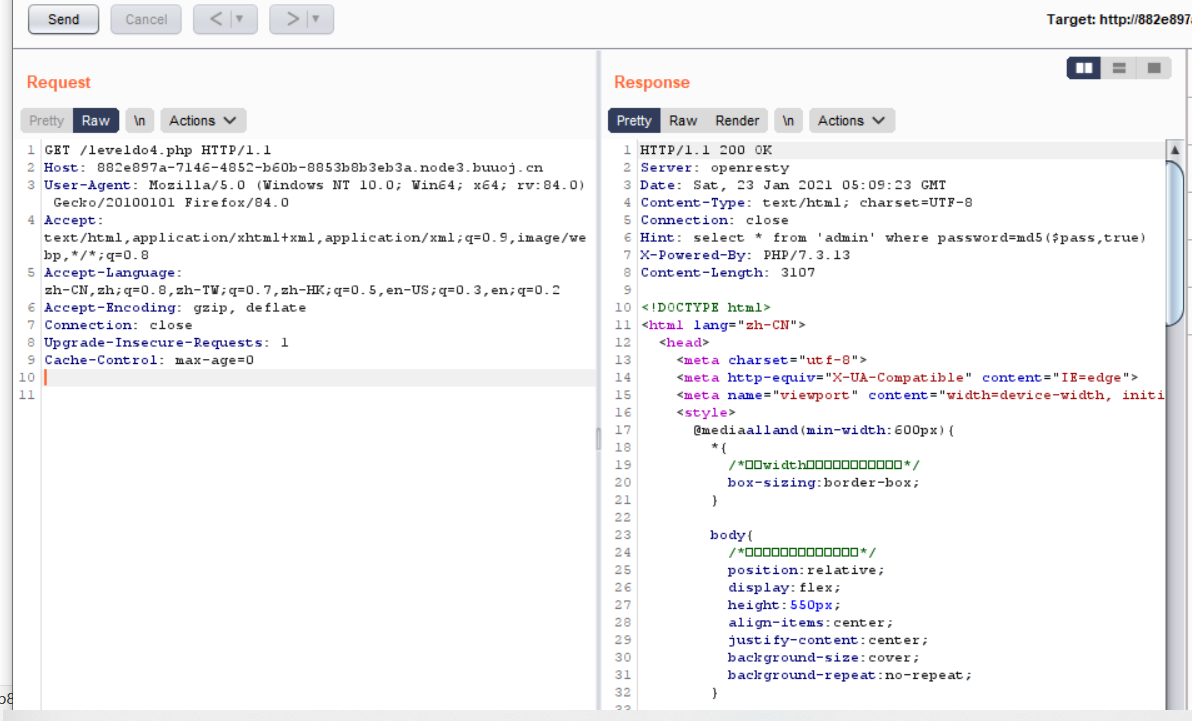 Send
Cancel
< | ▼
> | ▼
Target: http://882e897
Request
Pretty
Raw
\n
Actions
1 GET /leveldo4.php HTTP/1.1
2 Host: 882e897a-7146-4852-b60b-8853b8b3eb3a.node3.buuoj.cn
3 User-Agent: Mozilla/5.0 (Windows NT 10.0; Win64; x64; rv:84.0)
Gecko/20100101 Firefox/84.0
4 Accept:
text/html,application/xhtml+xml,application/xml;q=0.9,image/we
bp,*/*;q=0.8
5 Accept-Language:
zh-CN,zh;q=0.8,zh-TW;q=0.7,zh-HK;q=0.5,en-US;q=0.3,en;q=0.2
6 Accept-Encoding: gzip, deflate
7 Connection: close
8 Upgrade-Insecure-Requests: 1
9 Cache-Control: max-age=0
10
11
Response
Pretty
Raw
Render
\n
Actions
1 HTTP/1.1 200 OK
2 Server: openresty
3 Date: Sat, 23 Jan 2021 05:09:23 GMT
4 Content-Type: text/html; charset=UTF-8
5 Connection: close
6 Hint: select * from 'admin' where password=md5($pass,true)
7 X-Powered-By: PHP/7.3.13
8 Content-Length: 3107
9
10 <!DOCTYPE html>
11 <html lang="zh-CN">
12 <head>
13 <meta charset="utf-8">
14 <meta http-equiv="X-UA-Compatible" content="IE=edge">
15 <meta name="viewport" content="width=device-width, initi
16 <style>
17 @mediaalland(min-width:600px){
18 *{
19 /*□□width□□□□□□□□□□□*/
20 box-sizing:border-box;
21 }
22
23 body{
24 /*□□□□□□□□□□□□□*/
25 position:relative;
26 display:flex;
27 height:550px;
28 align-items:center;
29 justify-content:center;
30 background-size:cover;
31 background-repeat:no-repeat;
32 }